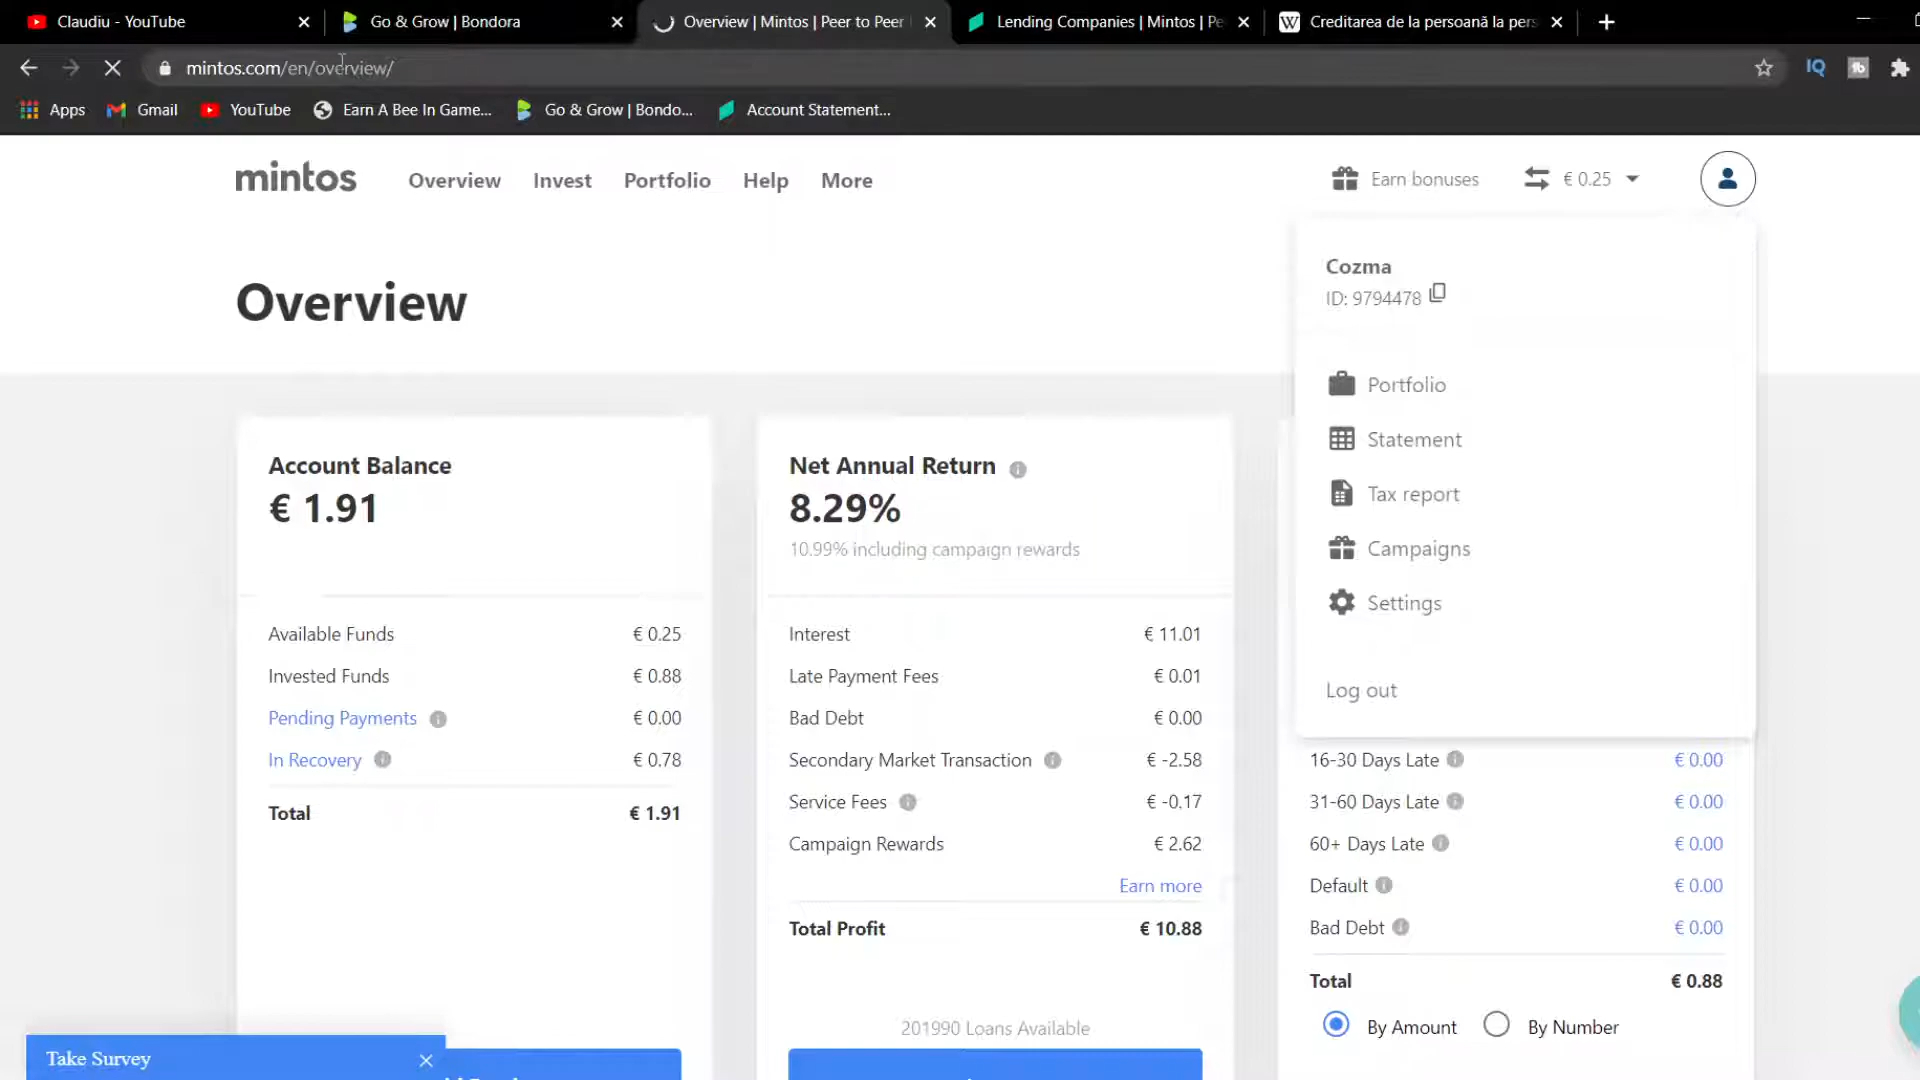 Claudiu - YouTube
Go & Grow | Bondora
Overview | Mintos | Peer to Peer
Lending Companies | Mintos | Pe
Creditarea de la persoană la pers
mintos.com/en/overview/
Apps
Gmail
YouTube
Earn A Bee In Game...
Go & Grow | Bondo...
Account Statement...
mintos
Overview
Invest
Portfolio
Help
More
Earn bonuses
€ 0.25
Cozma
ID: 9794478
Portfolio
Statement
Tax report
Campaigns
Settings
Log out
Overview
Account Balance
€ 1.91
Available Funds € 0.25
Invested Funds € 0.88
Pending Payments € 0.00
In Recovery € 0.78
Total € 1.91
Net Annual Return
8.29%
10.99% including campaign rewards
Interest € 11.01
Late Payment Fees € 0.01
Bad Debt € 0.00
Secondary Market Transaction € -2.58
Service Fees € -0.17
Campaign Rewards € 2.62
Earn more
Total Profit € 10.88
201990 Loans Available
16-30 Days Late € 0.00
31-60 Days Late € 0.00
60+ Days Late € 0.00
Default € 0.00
Bad Debt € 0.00
Total € 0.88
By Amount
By Number
Take Survey